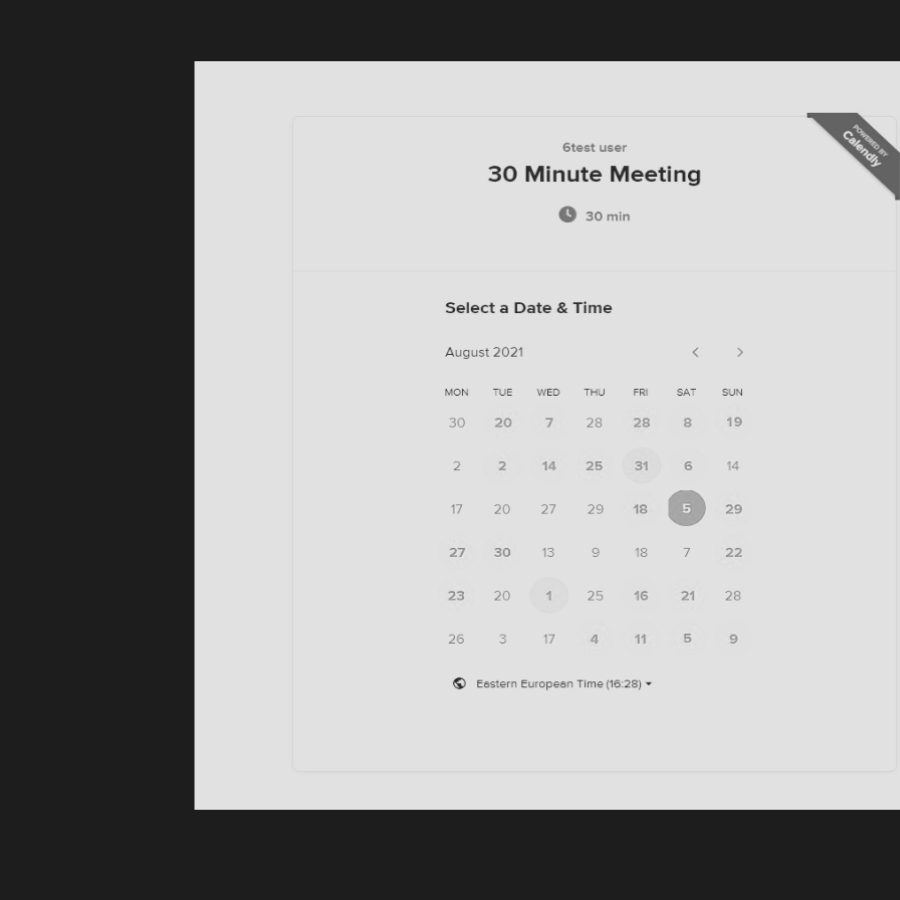 POWERED BY
Calendly
6test user
30 Minute Meeting
30 min
Select a Date & Time
August 2021
MON TUE WED THU FRI SAT SUN
30 20 7 28 28 8 19
2 2 14 25 31 6 14
17 20 27 29 18 5 29
27 30 13 9 18 7 22
23 20 1 25 16 21 28
26 3 17 4 11 5 9
Eastern European Time (16:28)